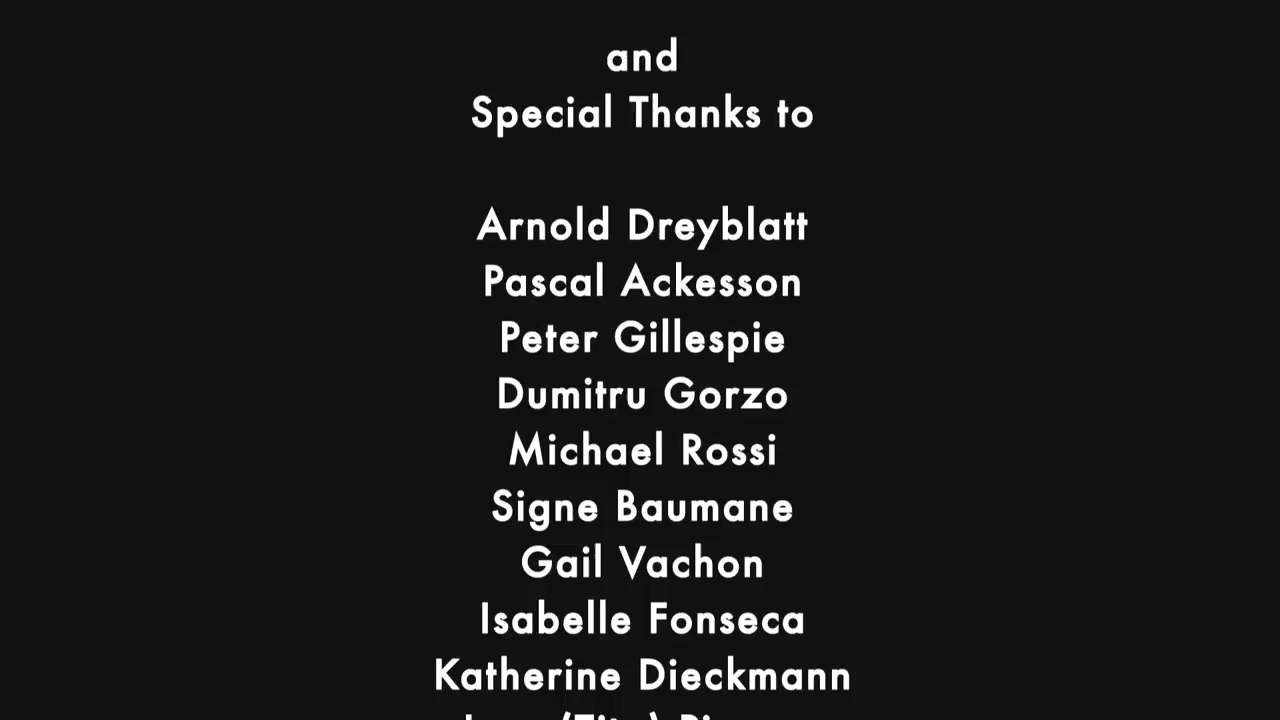 and
Special Thanks to
Arnold Dreyblatt
Pascal Ackesson
Peter Gillespie
Dumitru Gorzo
Michael Rossi
Signe Baumane
Gail Vachon
Isabelle Fonseca
Katherine Dieckmann